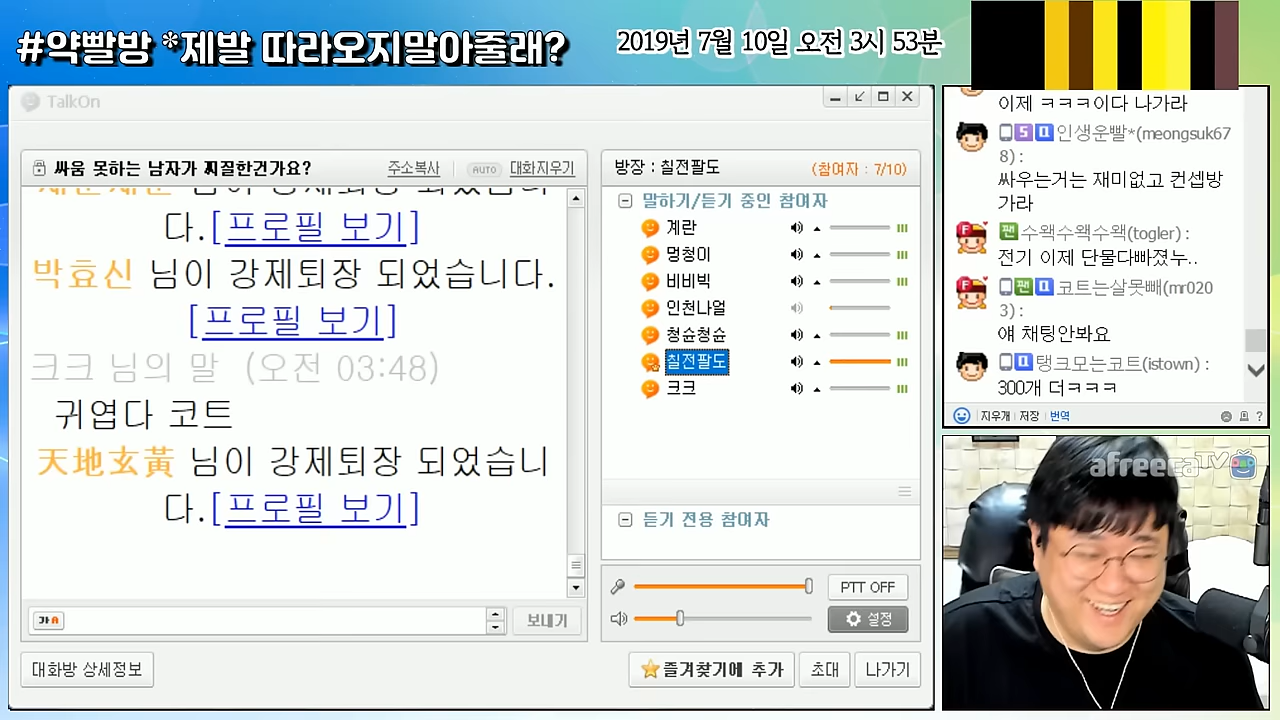 #약빨방 *제발 따라오지말아줄래?
2019년 7월 10일 오전 3시 53분
TalkOn
싸움 못하는 남자가 찌질한건가요?
주소복사
AUTO
대화지우기
님이 강제퇴장 되었습니
다.[프로필 보기]
박효신 님이 강제퇴장 되었습니다.
[프로필 보기]
크크 님의 말 (오전 03:48)
귀엽다 코트
天地玄黃 님이 강제퇴장 되었습니
다.[프로필 보기]
가A
보내기
대화방 상세정보
방장 : 칠전팔도
(참여자 : 7/10)
말하기/듣기 중인 참여자
계란
멍청이
비비빅
인천나얼
청슌청슌
칠전팔도
크크
듣기 전용 참여자
PTT OFF
설정
즐겨찾기에 추가
초대
나가기
이제 ㅋㅋㅋ이다 나가라
S 인생운빨*(meongsuk67
8) :
싸우는거는 재미없고 컨셉방
가라
F 팬 수왝수왝수왝(togler) :
전기 이제 단물다빠졌누..
F 팬 코트는살못빼(mr020
3) :
얘 채팅안봐요
탱크모는코트(istown) :
300개 더ㅋㅋㅋ
지우개 저장 번역
?
afreecaTV